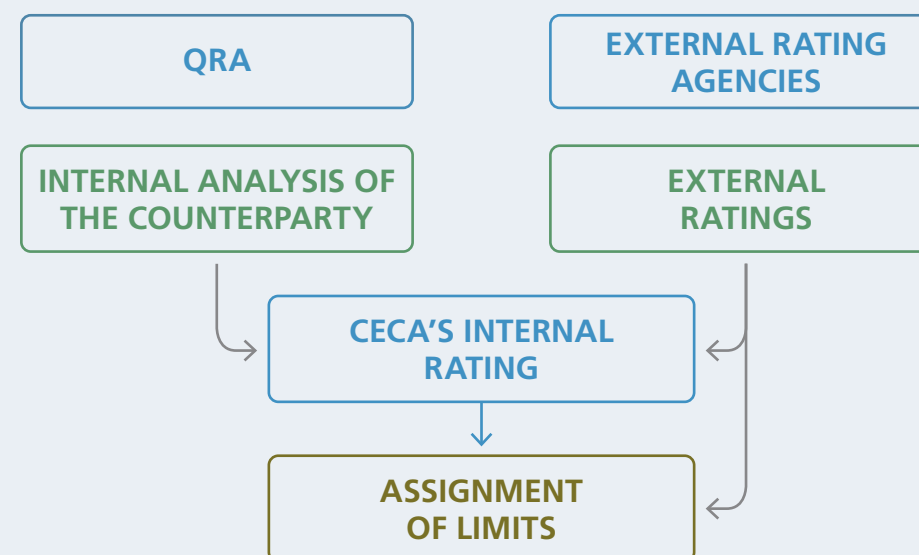 QRA
EXTERNAL RATING
AGENCIES
INTERNAL ANALYSIS OF
THE COUNTERPARTY
EXTERNAL
RATINGS
CECA’S INTERNAL
RATING
ASSIGNMENT
OF LIMITS